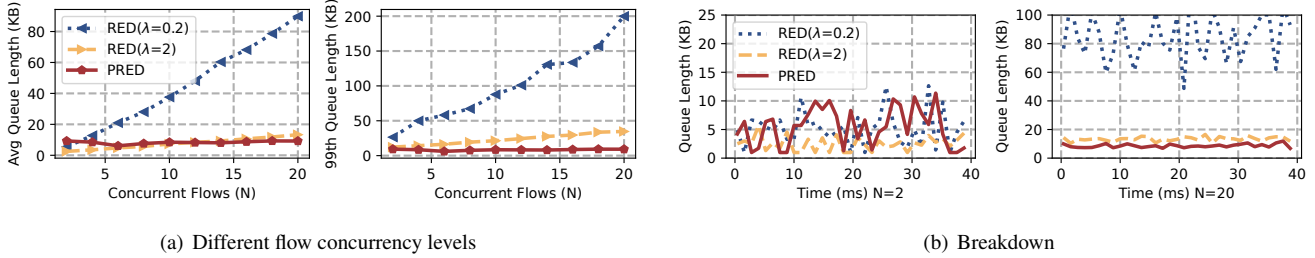 Avg Queue Length (KB)
80
60
40
20
0
RED(λ=0.2)
RED(λ=2)
PRED
5 10 15 20
Concurrent Flows (N)
99th Queue Length (KB)
200
150
100
50
0
5 10 15 20
Concurrent Flows (N)
(a) Different flow concurrency levels
Queue Length (KB)
25
20
15
10
5
0
RED(λ=0.2)
RED(λ=2)
PRED
0 10 20 30 40
Time (ms) N=2
Queue Length (KB)
100
80
60
40
20
0
0 10 20 30 40
Time (ms) N=20
(b) Breakdown